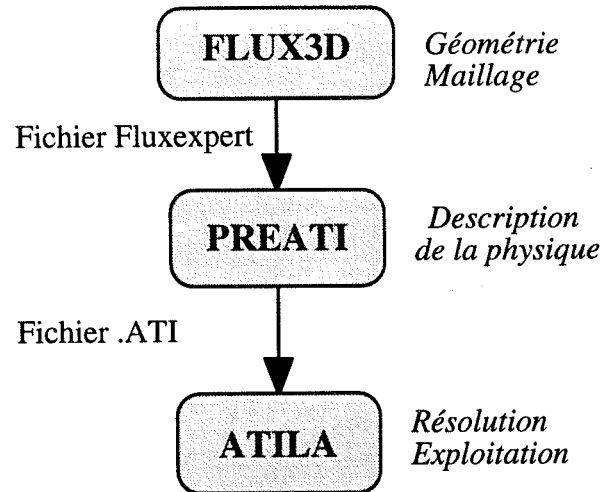 FLUX3D
Géométrie
Maillage
Fichier Fluxexpert
PREATI
Description
de la physique
Fichier .ATI
ATILA
Résolution
Exploitation